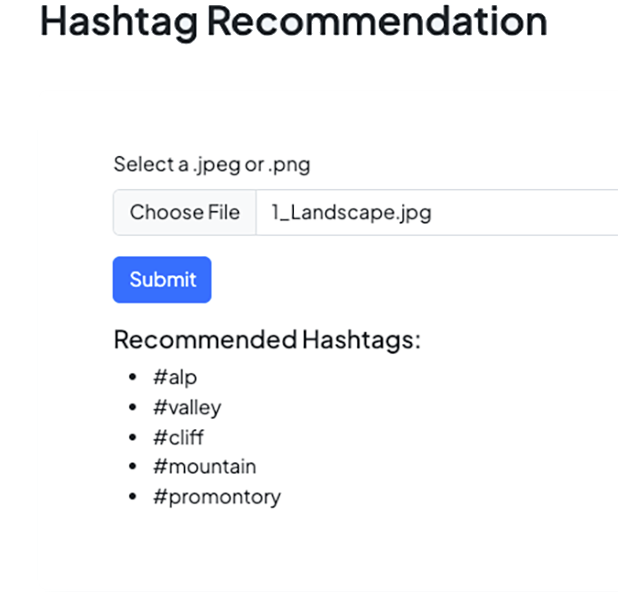 Hashtag Recommendation
Select a .jpeg or .png
Choose File 1_Landscape.jpg
Submit
Recommended Hashtags:
• #alp
• #valley
• #cliff
• #mountain
• #promontory